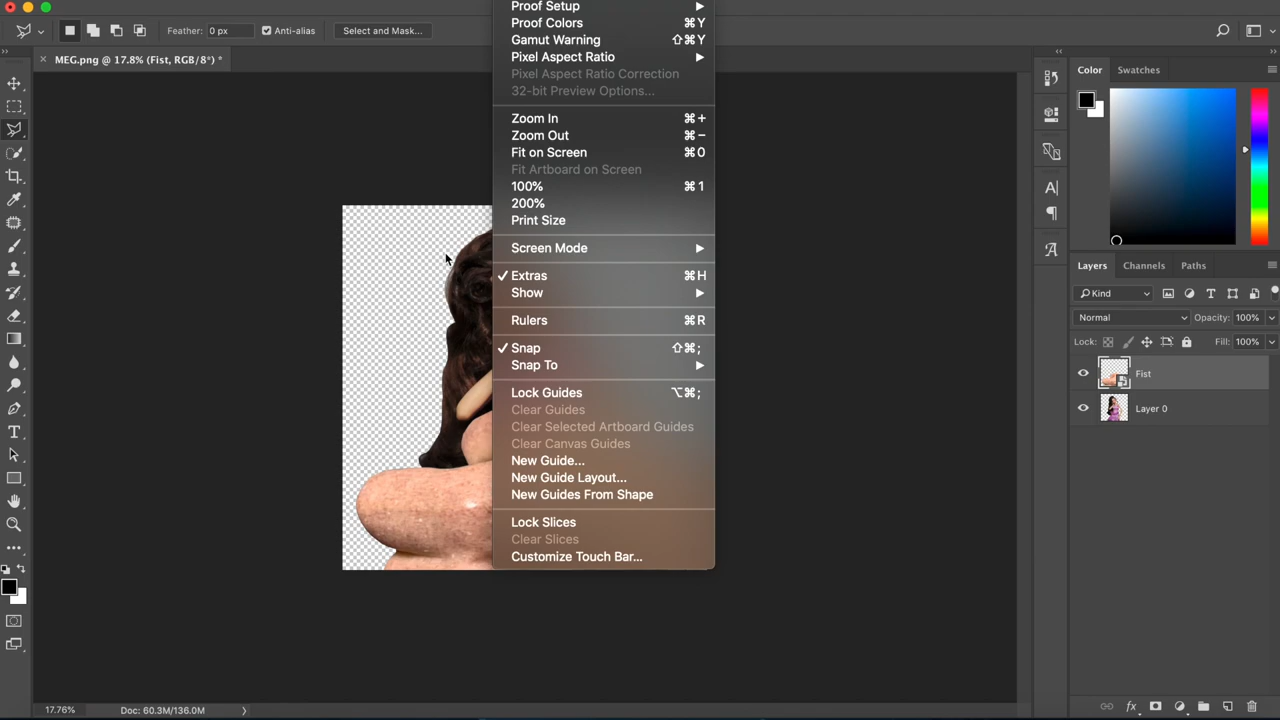 Proof Setup
Proof Colors ⌘Y
Gamut Warning ⇧⌘Y
Pixel Aspect Ratio
Pixel Aspect Ratio Correction
32-bit Preview Options...
Zoom In ⌘+
Zoom Out ⌘−
Fit on Screen ⌘0
Fit Artboard on Screen
100% ⌘1
200%
Print Size
Screen Mode
✓ Extras ⌘H
Show
Rulers ⌘R
✓ Snap ⇧⌘;
Snap To
Lock Guides ⌥⌘;
Clear Guides
Clear Selected Artboard Guides
Clear Canvas Guides
New Guide...
New Guide Layout...
New Guides From Shape
Lock Slices
Clear Slices
Customize Touch Bar...
Feather: 0 px Anti-alias Select and Mask...
MEG.png @ 17.8% (Fist, RGB/8*) *
Color Swatches
Layers Channels Paths
Kind
Normal Opacity: 100%
Lock: Fill: 100%
Fist
Layer 0
17.76% Doc: 60.3M/136.0M